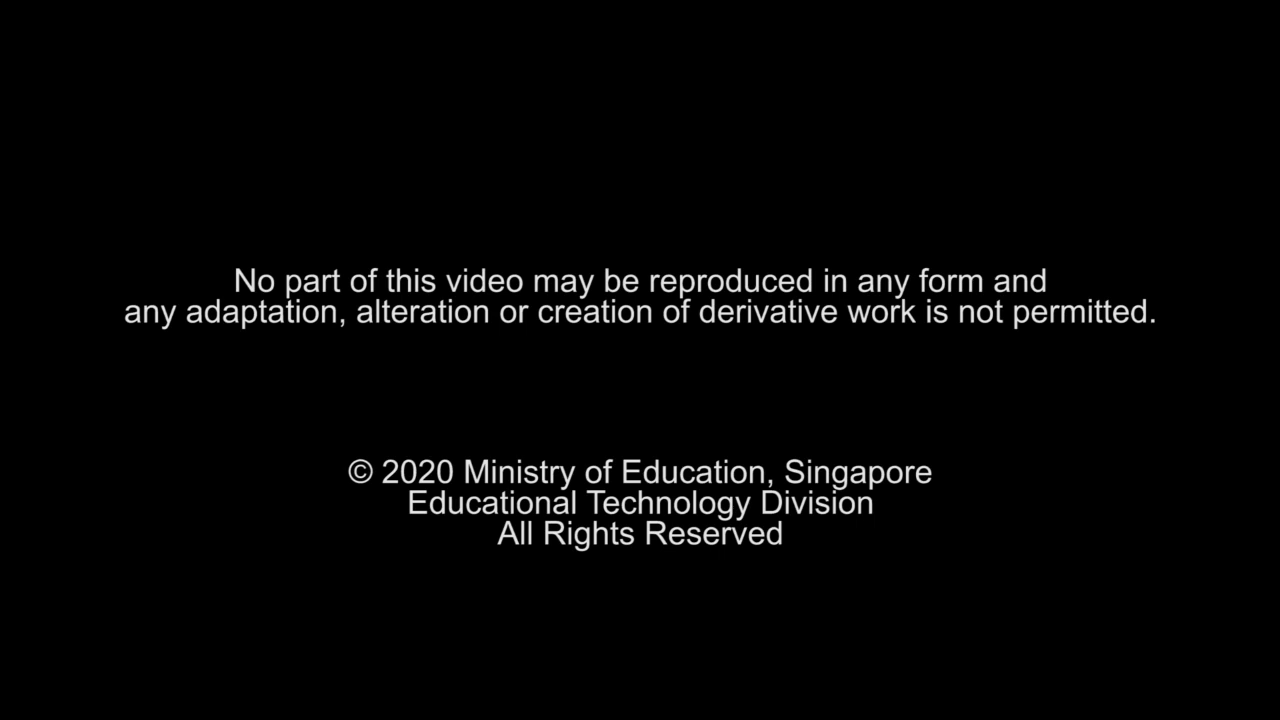 No part of this video may be reproduced in any form and
any adaptation, alteration or creation of derivative work is not permitted.
© 2020 Ministry of Education, Singapore
Educational Technology Division
All Rights Reserved